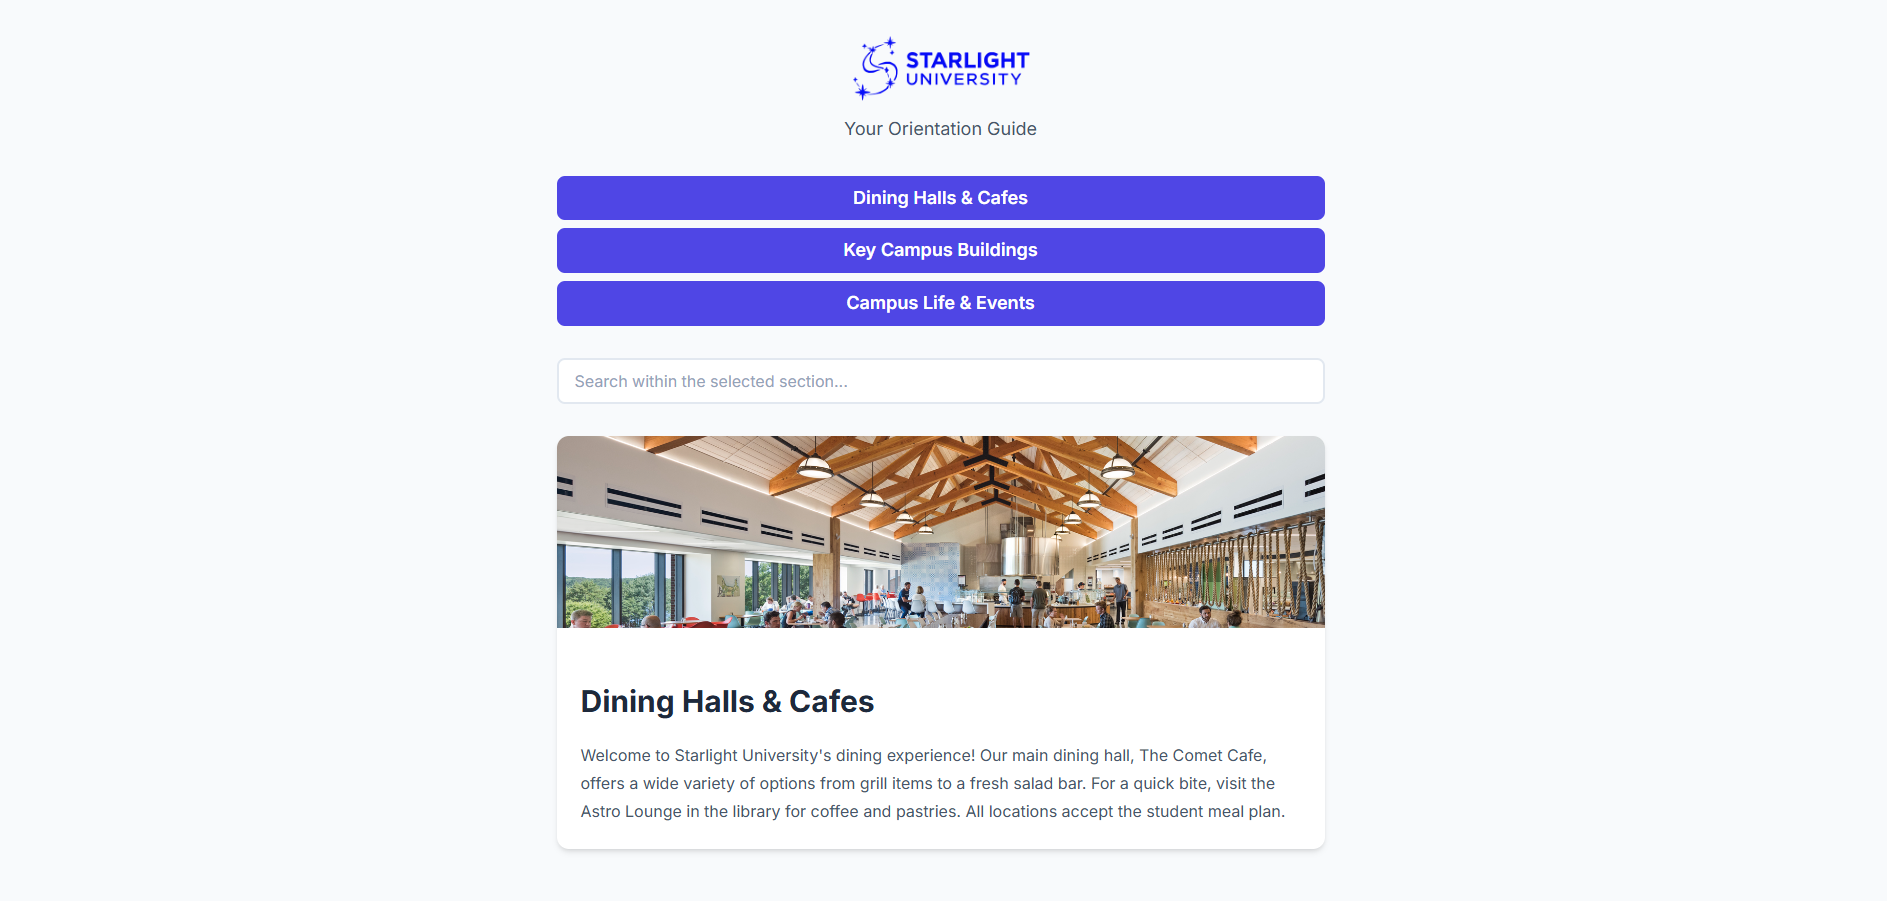 STARLIGHT
UNIVERSITY
Your Orientation Guide
Dining Halls & Cafes
Key Campus Buildings
Campus Life & Events
Search within the selected section...
Dining Halls & Cafes
Welcome to Starlight University's dining experience! Our main dining hall, The Comet Cafe,
offers a wide variety of options from grill items to a fresh salad bar. For a quick bite, visit the
Astro Lounge in the library for coffee and pastries. All locations accept the student meal plan.